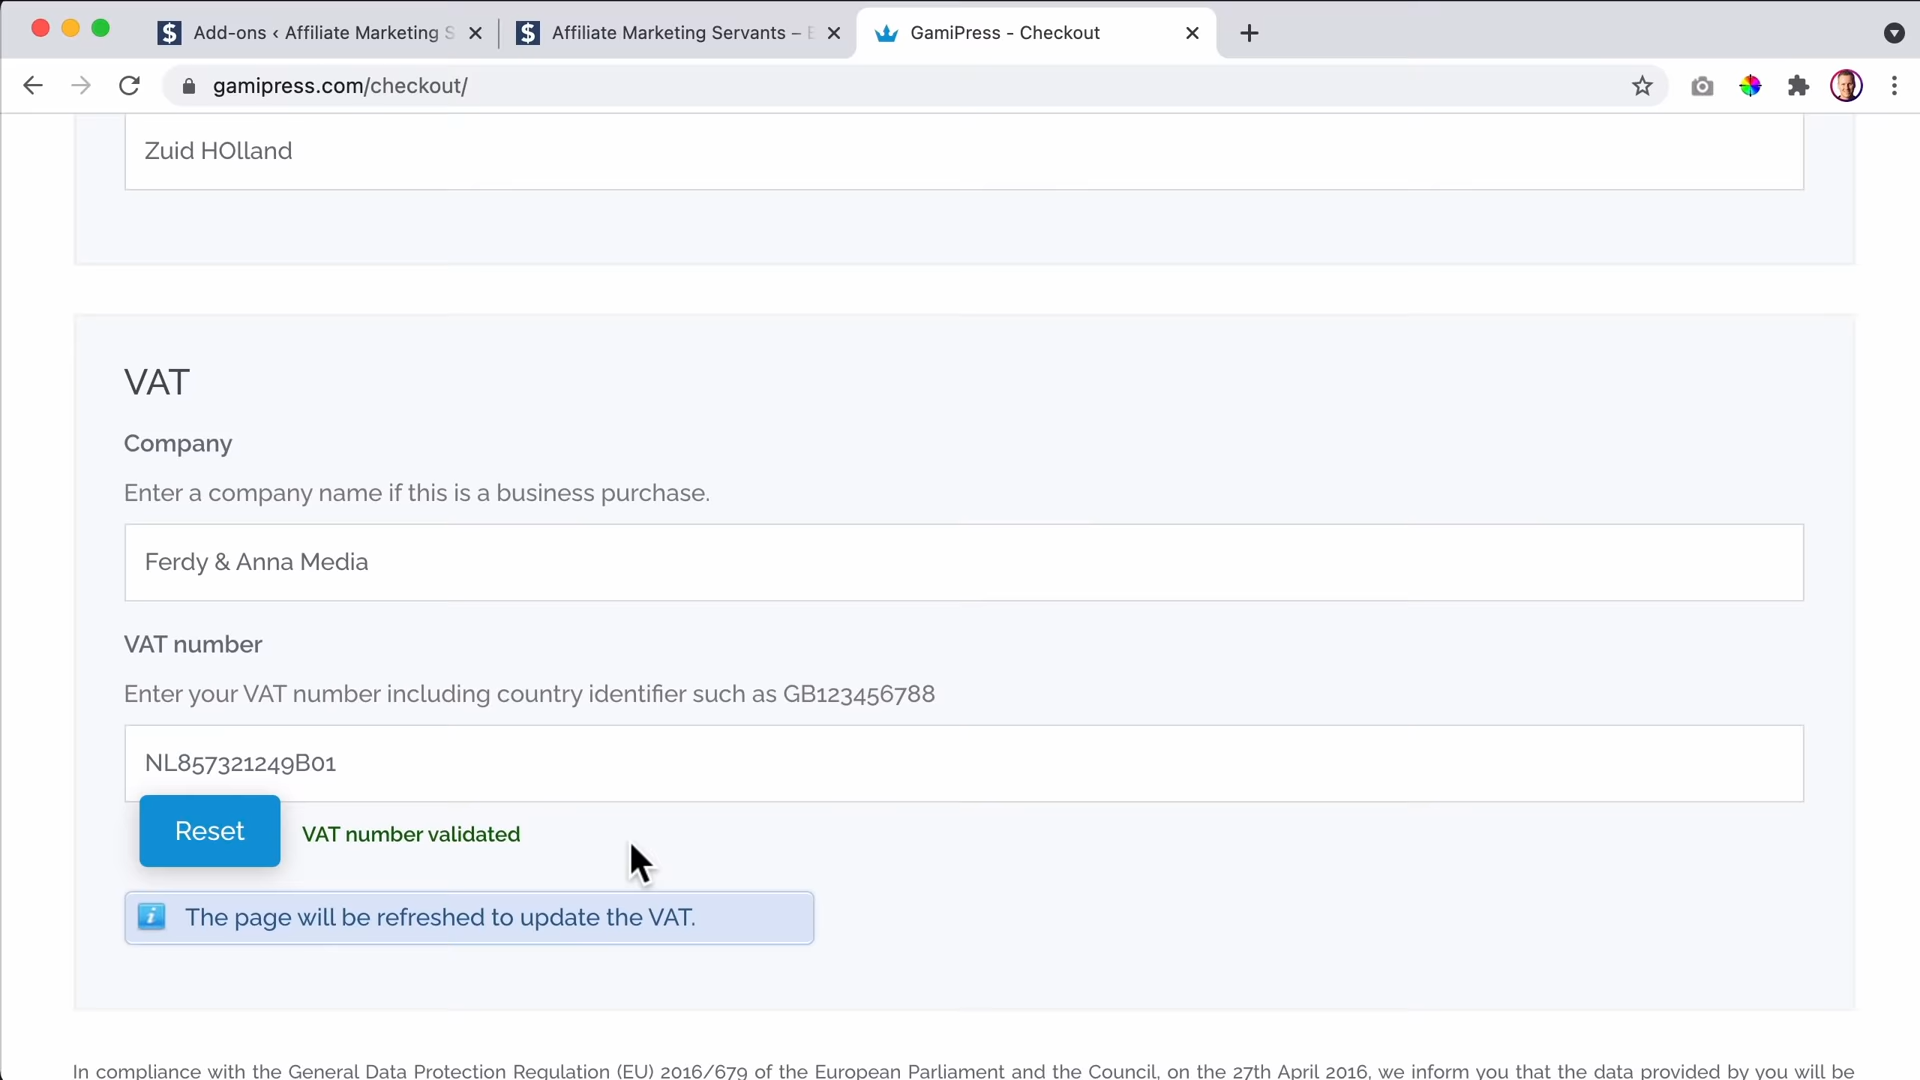 Add-ons ‹ Affiliate Marketing S
Affiliate Marketing Servants –
GamiPress - Checkout
gamipress.com/checkout/
Zuid HOlland
VAT
Company
Enter a company name if this is a business purchase.
Ferdy & Anna Media
VAT number
Enter your VAT number including country identifier such as GB123456788
NL857321249B01
Reset
VAT number validated
The page will be refreshed to update the VAT.
In compliance with the General Data Protection Regulation (EU) 2016/679 of the European Parliament and the Council, on the 27th April 2016, we inform you that the data provided by you will be